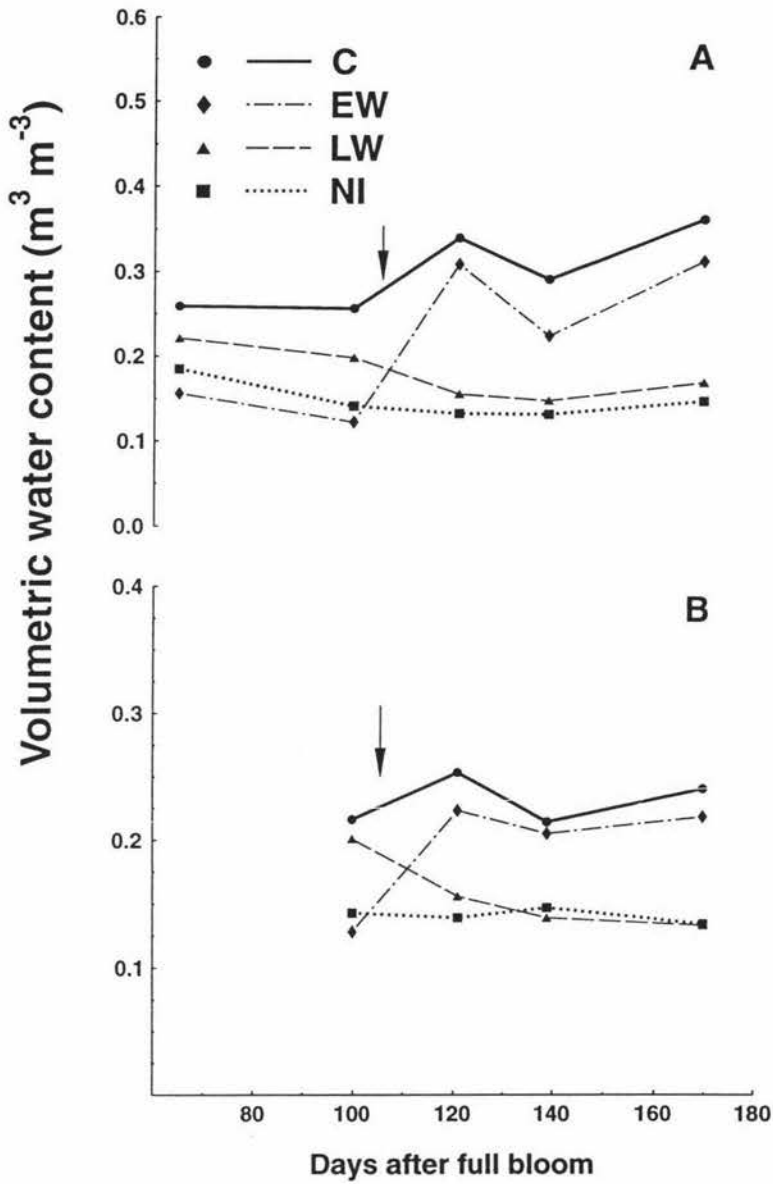 Volumetric water content (m³ m⁻³)
A
0.6
0.5
0.4
0.3
0.2
0.1
0.0
C
EW
LW
NI
B
0.4
0.3
0.2
0.1
80 100 120 140 160 180
Days after full bloom